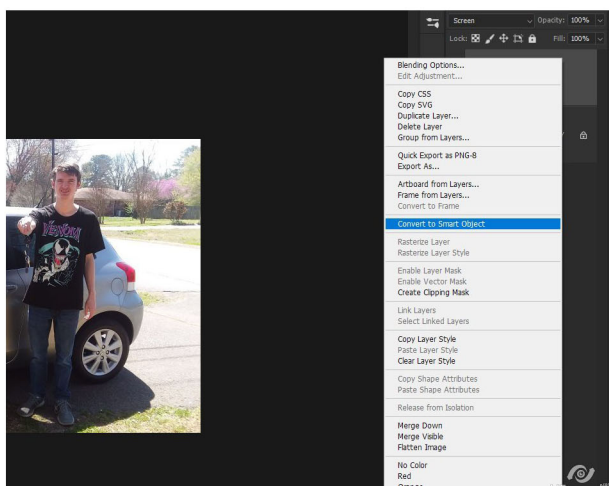 Screen Opacity: 100%
Lock: Fill: 100%
Blending Options...
Edit Adjustment...
Copy CSS
Copy SVG
Duplicate Layer...
Delete Layer
Group from Layers...
Quick Export as PNG-8
Export As...
Artboard from Layers...
Frame from Layers...
Convert to Frame
Convert to Smart Object
Rasterize Layer
Rasterize Layer Style
Enable Layer Mask
Enable Vector Mask
Create Clipping Mask
Link Layers
Select Linked Layers
Copy Layer Style
Paste Layer Style
Clear Layer Style
Copy Shape Attributes
Paste Shape Attributes
Release from Isolation
Merge Down
Merge Visible
Flatten Image
No Color
Red
VENOM